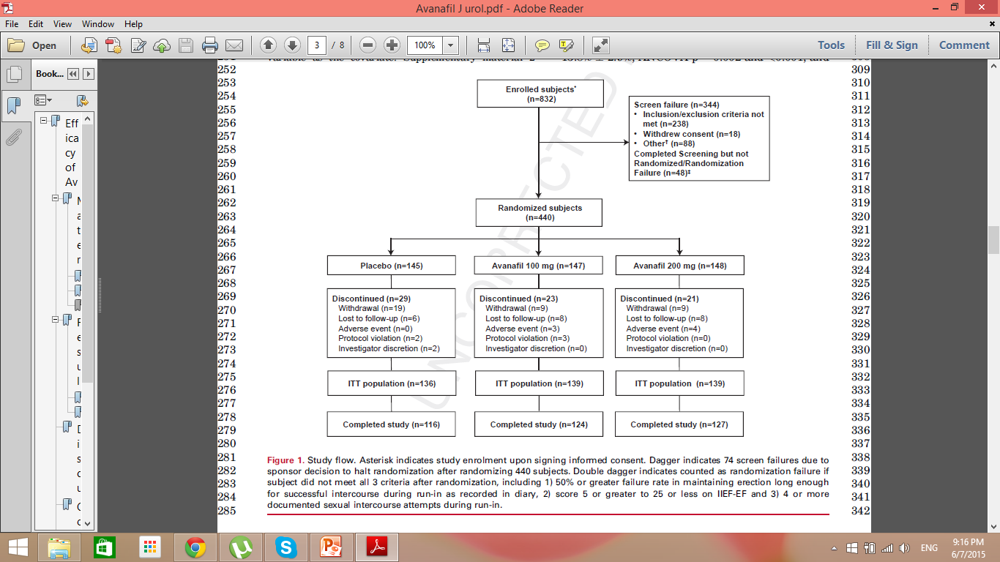 Avanafil J urol.pdf - Adobe Reader
File Edit View Window Help
Open 3 / 8 100% Tools Fill & Sign Comment
Book...
Eff
ica
cy
of
Av
252 309
253 310
254 311
255 312
256 313
257 314
258 315
259 316
260 317
261 318
262 319
263 320
264 321
265 322
266 323
267 324
268 325
269 326
270 327
271 328
272 329
273 330
274 331
275 332
276 333
277 334
278 335
279 336
280 337
281 338
282 339
283 340
284 341
285 342
UNCORRECTED
Enrolled subjects*
(n=832)
Screen failure (n=344)
• Inclusion/exclusion criteria not
met (n=238)
• Withdrew consent (n=18)
• Other† (n=88)
Completed Screening but not
Randomized/Randomization
Failure (n=48)‡
Randomized subjects
(n=440)
Placebo (n=145)
Discontinued (n=29)
Withdrawal (n=19)
Lost to follow-up (n=6)
Adverse event (n=0)
Protocol violation (n=2)
Investigator discretion (n=2)
ITT population (n=136)
Completed study (n=116)
Avanafil 100 mg (n=147)
Discontinued (n=23)
Withdrawal (n=9)
Lost to follow-up (n=8)
Adverse event (n=3)
Protocol violation (n=3)
Investigator discretion (n=0)
ITT population (n=139)
Completed study (n=124)
Avanafil 200 mg (n=148)
Discontinued (n=21)
Withdrawal (n=9)
Lost to follow-up (n=8)
Adverse event (n=4)
Protocol violation (n=0)
Investigator discretion (n=0)
ITT population (n=139)
Completed study (n=127)
Figure 1. Study flow. Asterisk indicates study enrolment upon signing informed consent. Dagger indicates 74 screen failures due to
sponsor decision to halt randomization after randomizing 440 subjects. Double dagger indicates counted as randomization failure if
subject did not meet all 3 criteria after randomization, including 1) 50% or greater failure rate in maintaining erection long enough
for successful intercourse during run-in as recorded in diary, 2) score 5 or greater to 25 or less on IIEF-EF and 3) 4 or more
documented sexual intercourse attempts during run-in.
ENG
9:16 PM
6/7/2015